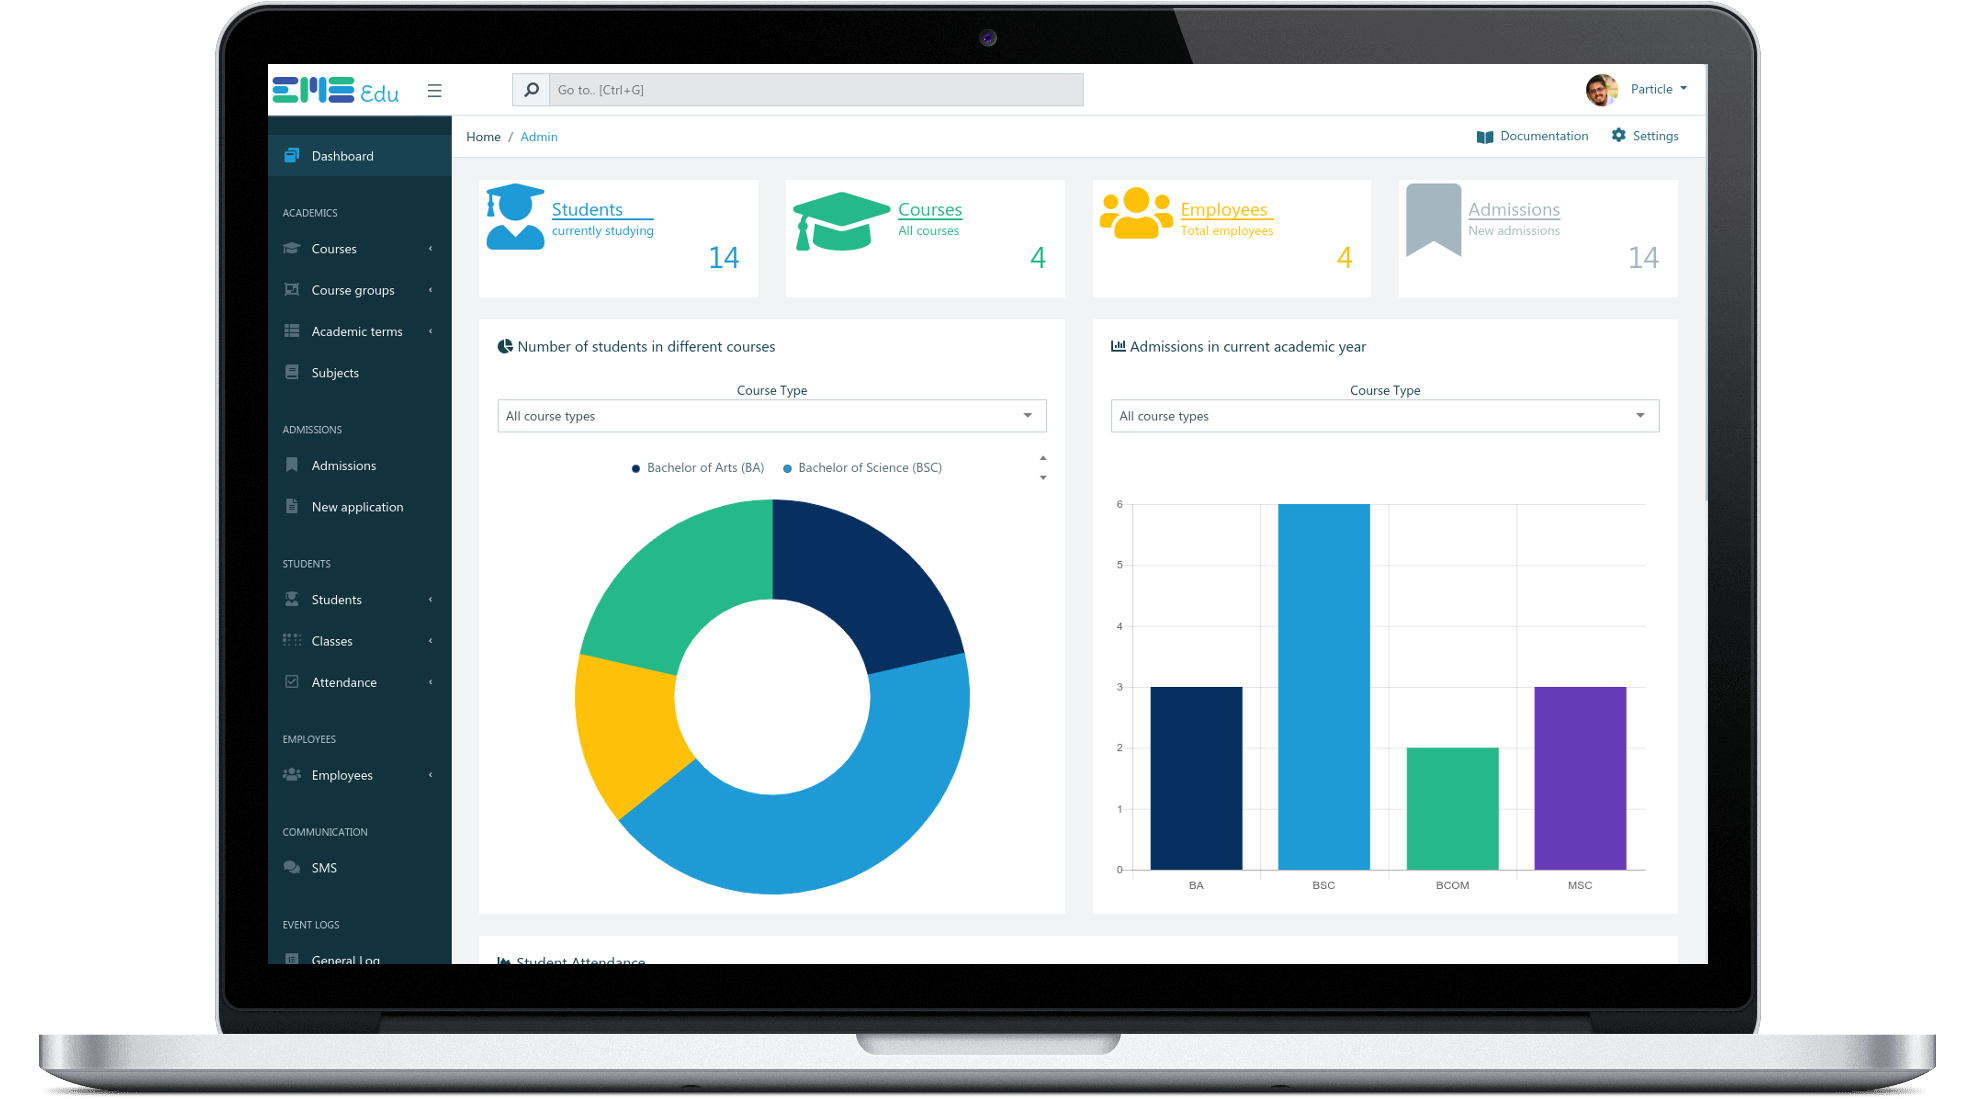 EME Edu
Go to.. [Ctrl+G]
Particle
Home / Admin
Documentation
Settings
Dashboard
ACADEMICS
Courses
Course groups
Academic terms
Subjects
ADMISSIONS
Admissions
New application
STUDENTS
Students
Classes
Attendance
EMPLOYEES
Employees
COMMUNICATION
SMS
EVENT LOGS
General Log
Students
currently studying
14
Courses
All courses
4
Employees
Total employees
4
Admissions
New admissions
14
Number of students in different courses
Course Type
All course types
Bachelor of Arts (BA) Bachelor of Science (BSC)
Admissions in current academic year
Course Type
All course types
6
5
4
3
2
1
0
BA BSC BCOM MSC
Student Attendance